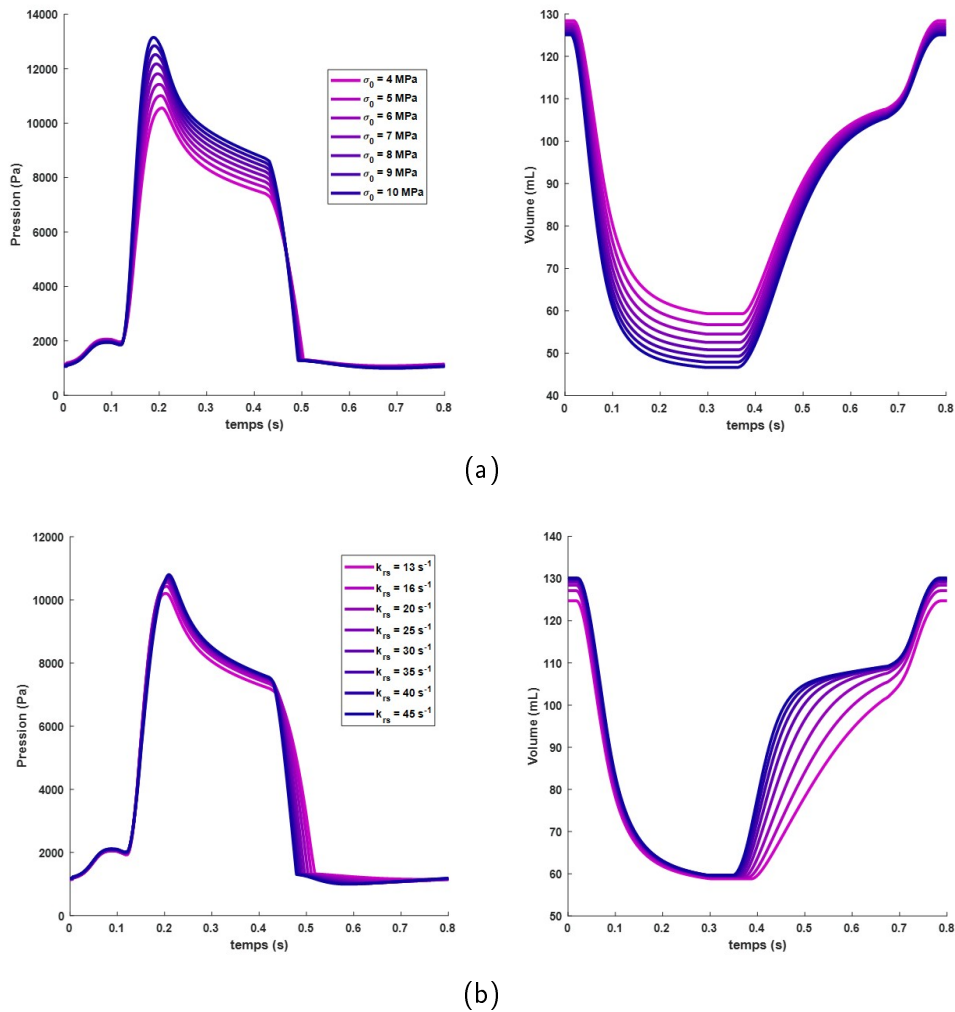 14000
12000
10000
8000
6000
4000
2000
0
Pression (Pa)
0 0.1 0.2 0.3 0.4 0.5 0.6 0.7 0.8
temps (s)
σ0 = 4 MPa
σ0 = 5 MPa
σ0 = 6 MPa
σ0 = 7 MPa
σ0 = 8 MPa
σ0 = 9 MPa
σ0 = 10 MPa
130
120
110
100
90
80
70
60
50
40
Volume (mL)
0 0.1 0.2 0.3 0.4 0.5 0.6 0.7 0.8
temps (s)
(a)
12000
10000
8000
6000
4000
2000
0
Pression (Pa)
0 0.1 0.2 0.3 0.4 0.5 0.6 0.7 0.8
temps (s)
krs = 13 s-1
krs = 16 s-1
krs = 20 s-1
krs = 25 s-1
krs = 30 s-1
krs = 35 s-1
krs = 40 s-1
krs = 45 s-1
140
130
120
110
100
90
80
70
60
50
Volume (mL)
0 0.1 0.2 0.3 0.4 0.5 0.6 0.7 0.8
temps (s)
(b)